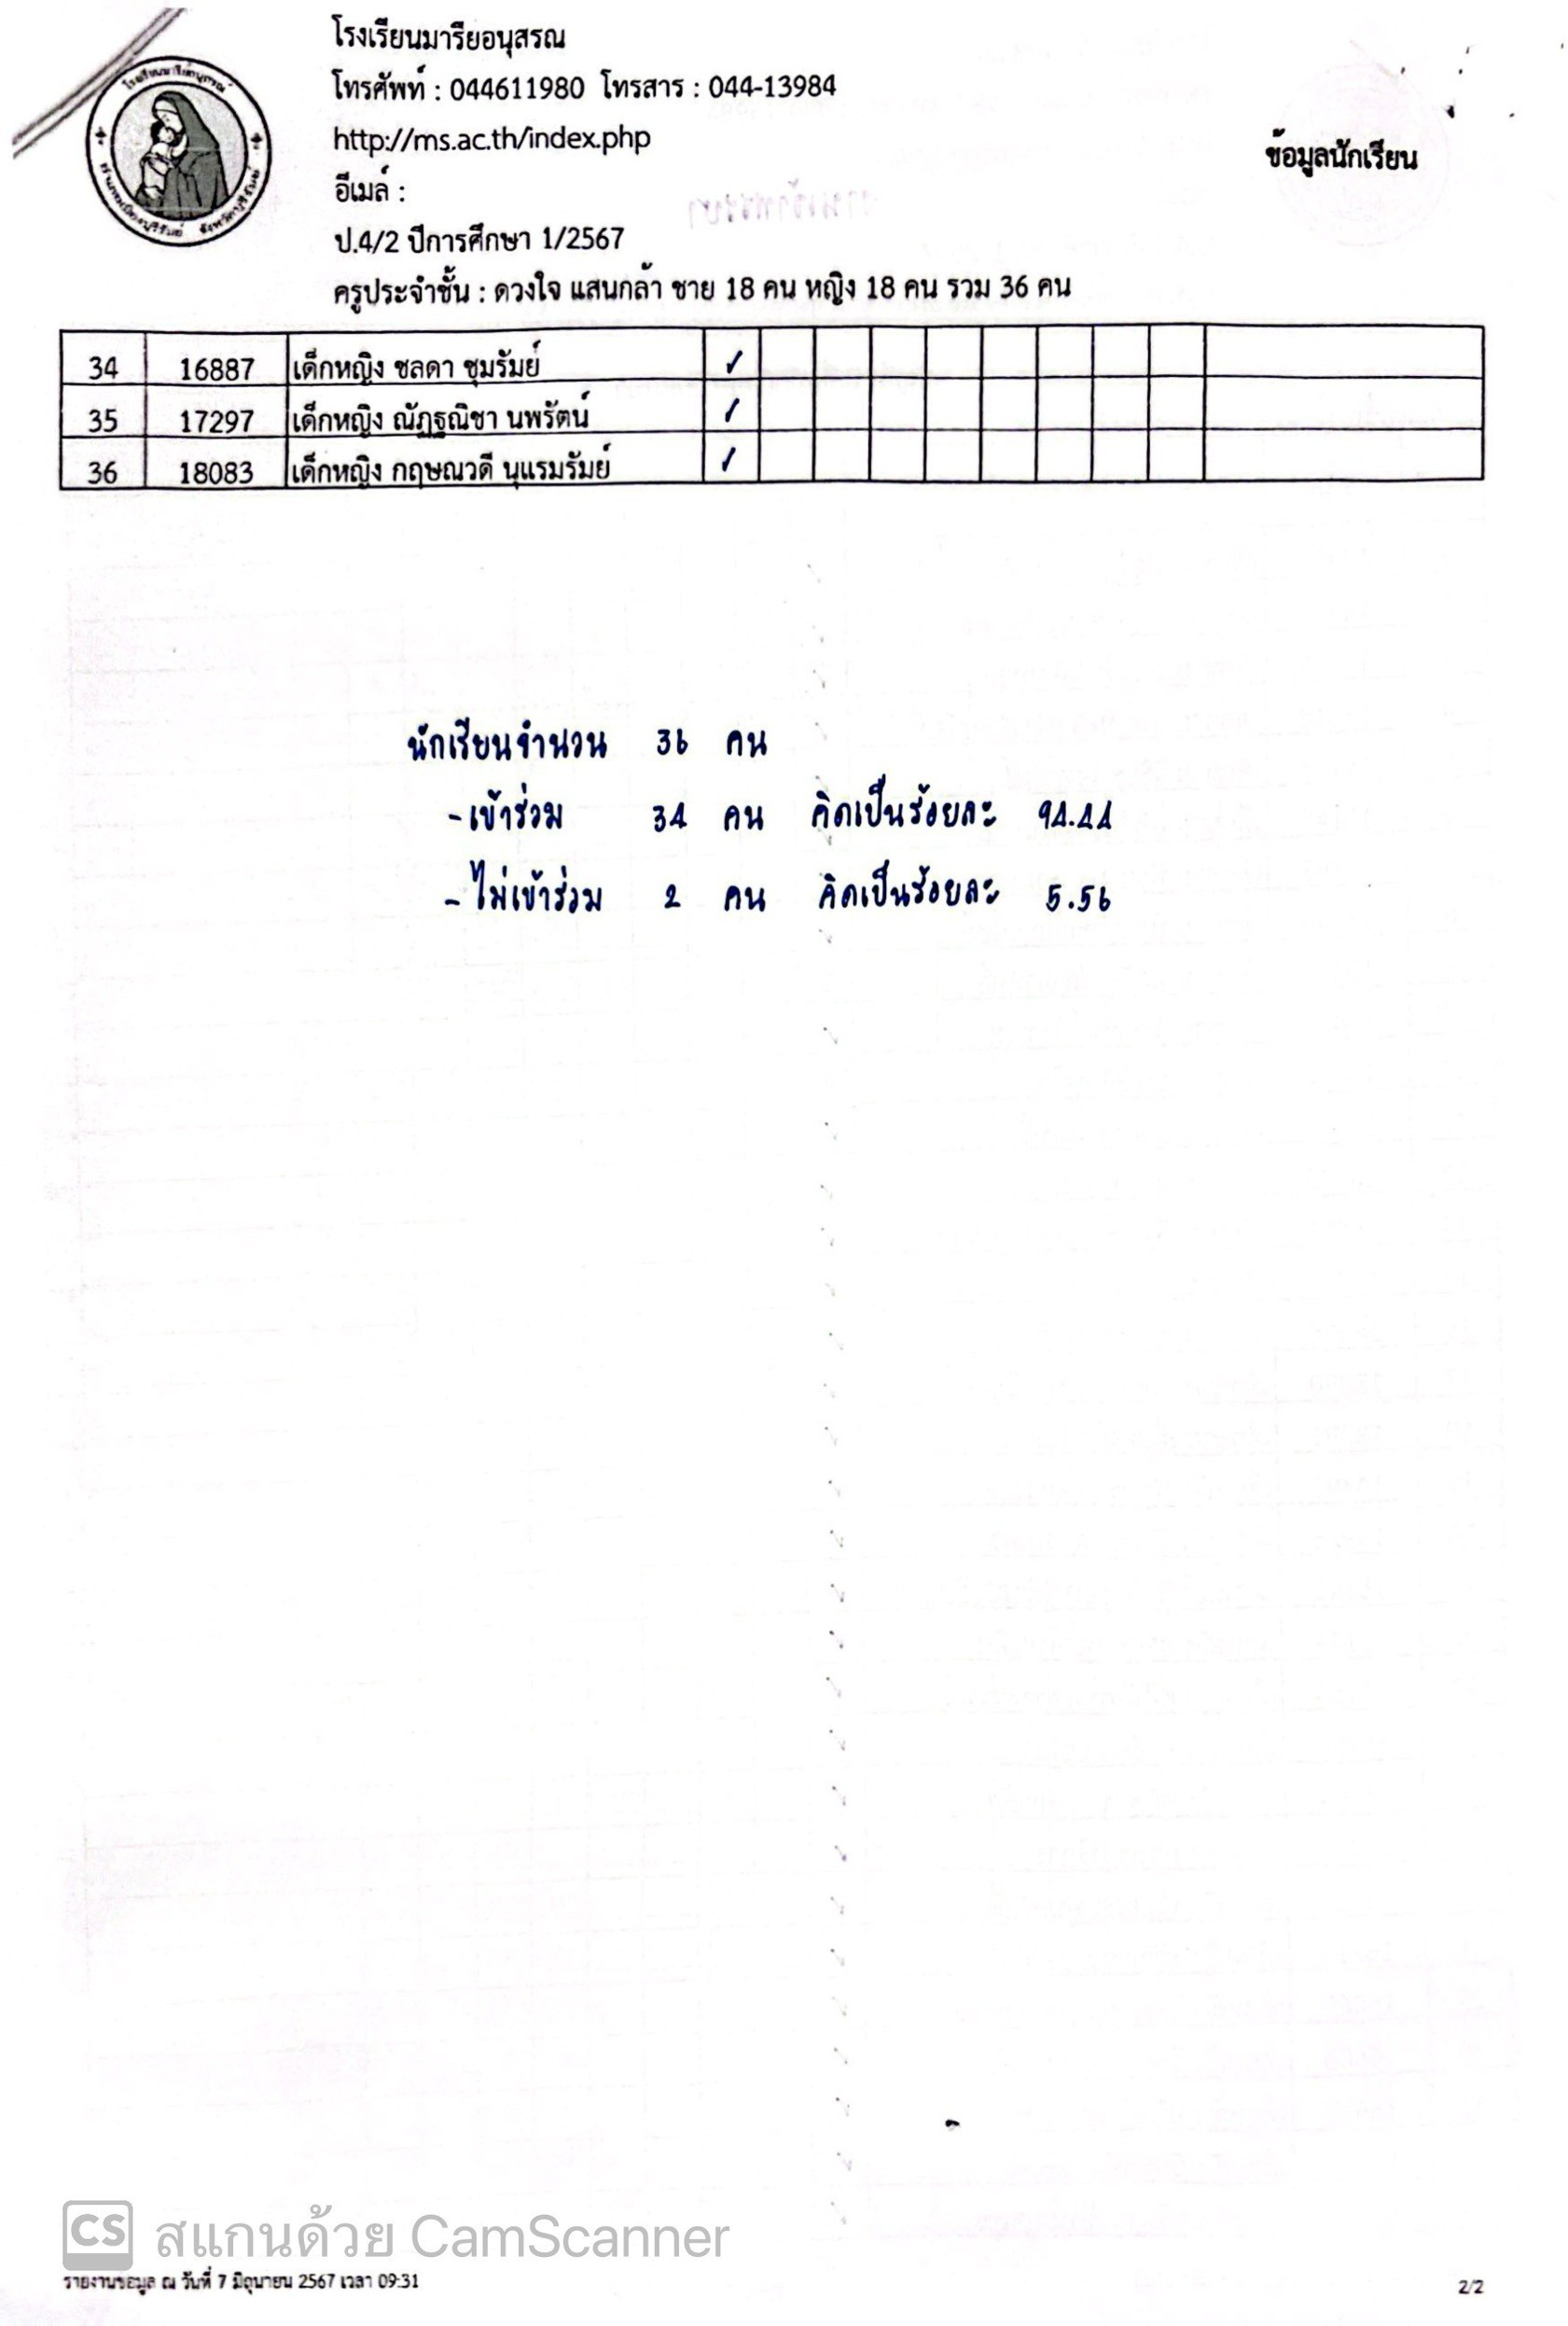 โรงเรียนมารียอนุสรณ
โทรศัพท์ : 044611980 โทรสาร : 044-13984
http://ms.ac.th/index.php
อีเมล์ :
ป.4/2 ปีการศึกษา 1/2567
ครูประจำชั้น : ดวงใจ แสนกล้า ชาย 18 คน หญิง 18 คน รวม 36 คน
ข้อมูลนักเรียน
34 16887 เด็กหญิง ชลดา ชุมรัมย์ ✓
35 17297 เด็กหญิง ณัฏฐณิชา นพรัตน์ ✓
36 18083 เด็กหญิง กฤษณวดี นุแรมรัมย์ ✓
นักเรียนจำนวน 36 คน
- เข้าร่วม 34 คน คิดเป็นร้อยละ 94.44
- ไม่เข้าร่วม 2 คน คิดเป็นร้อยละ 5.56
CS สแกนด้วย CamScanner
รายงานข้อมูล ณ วันที่ 7 มิถุนายน 2567 เวลา 09:31
2/2